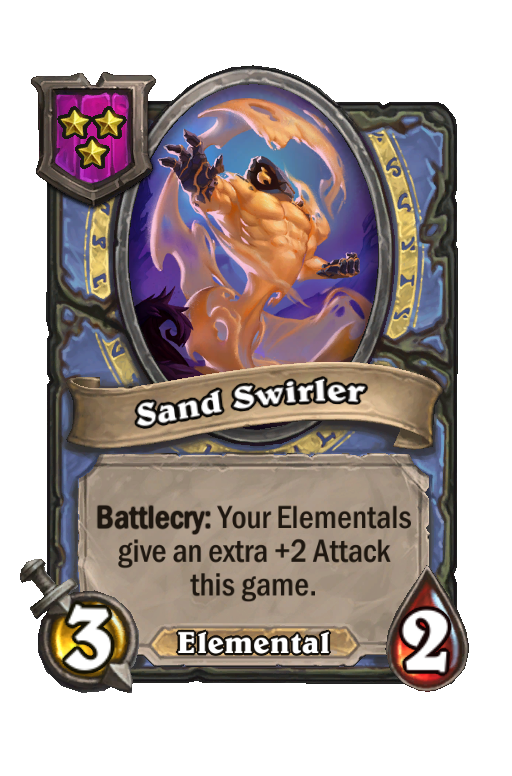 Sand Swirler
Battlecry: Your Elementals
give an extra +2 Attack
this game.
3
Elemental
2